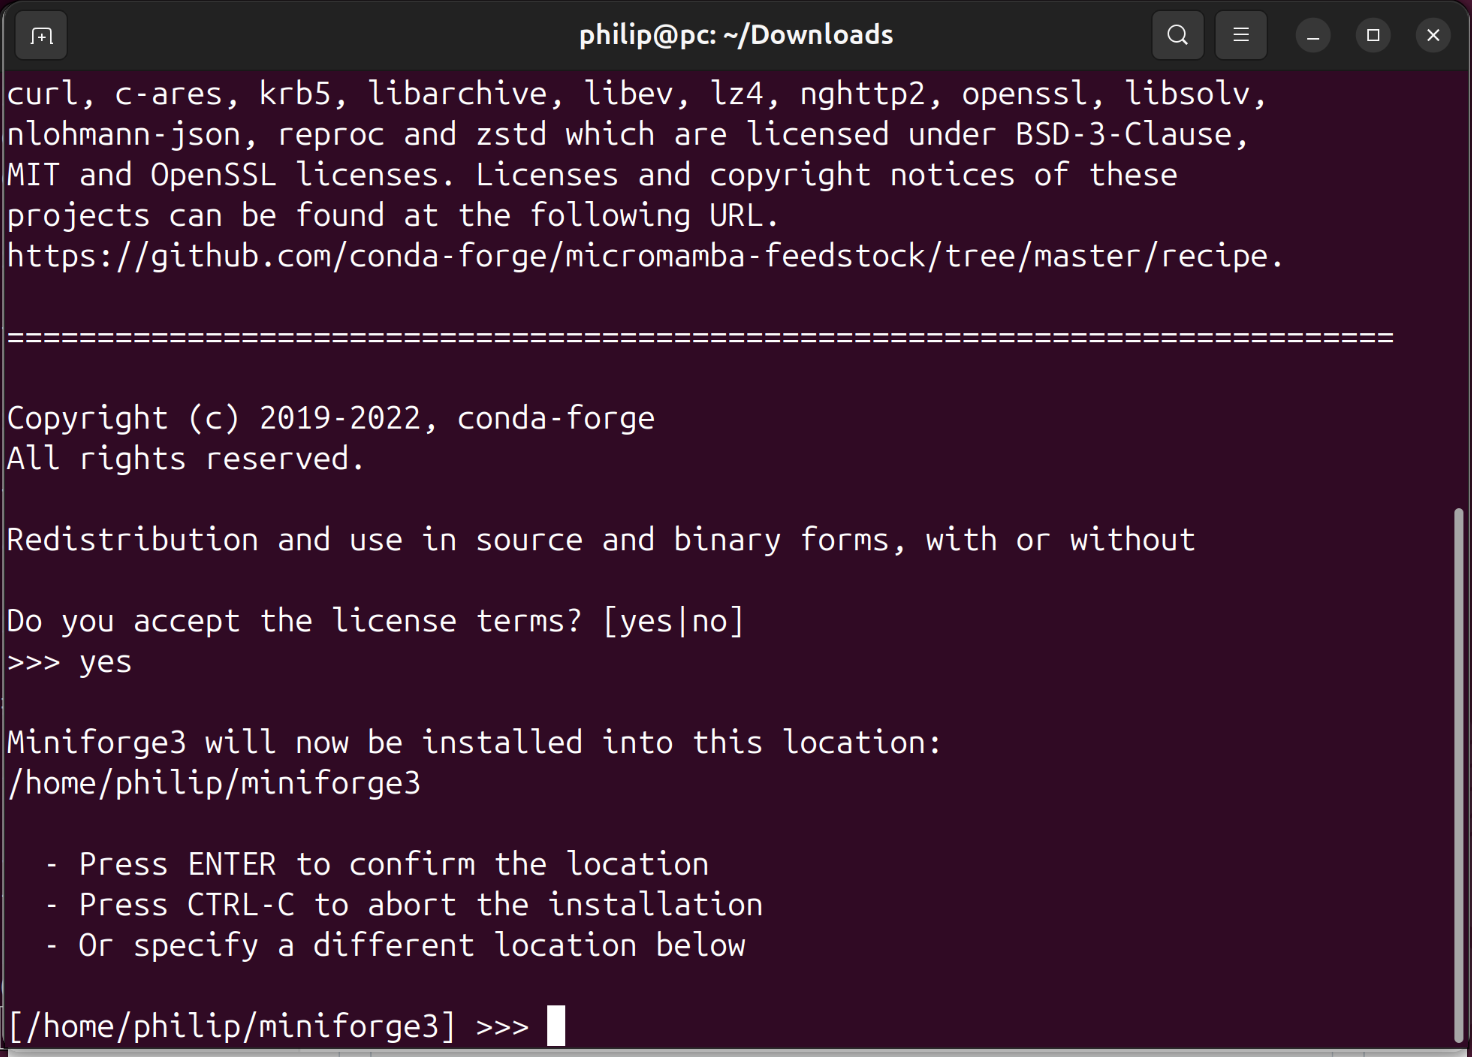 philip@pc: ~/Downloads
curl, c-ares, krb5, libarchive, libev, lz4, nghttp2, openssl, libsolv,
nlohmann-json, reproc and zstd which are licensed under BSD-3-Clause,
MIT and OpenSSL licenses. Licenses and copyright notices of these
projects can be found at the following URL.
https://github.com/conda-forge/micromamba-feedstock/tree/master/recipe.
=============================================================================
Copyright (c) 2019-2022, conda-forge
All rights reserved.
Redistribution and use in source and binary forms, with or without
Do you accept the license terms? [yes|no]
>>> yes
Miniforge3 will now be installed into this location:
/home/philip/miniforge3
- Press ENTER to confirm the location
- Press CTRL-C to abort the installation
- Or specify a different location below
[/home/philip/miniforge3] >>>